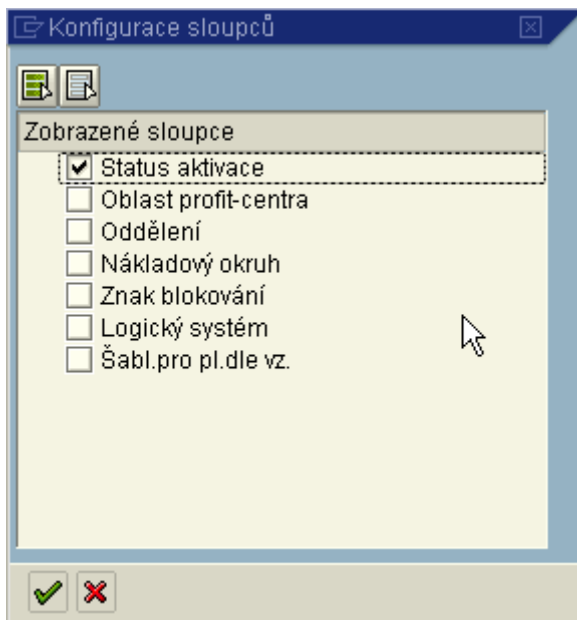 Konfigurace sloupců
Zobrazené sloupce
Status aktivace
Oblast profit-centra
Oddělení
Nákladový okruh
Znak blokování
Logický systém
Šabl.pro pl.dle vz.